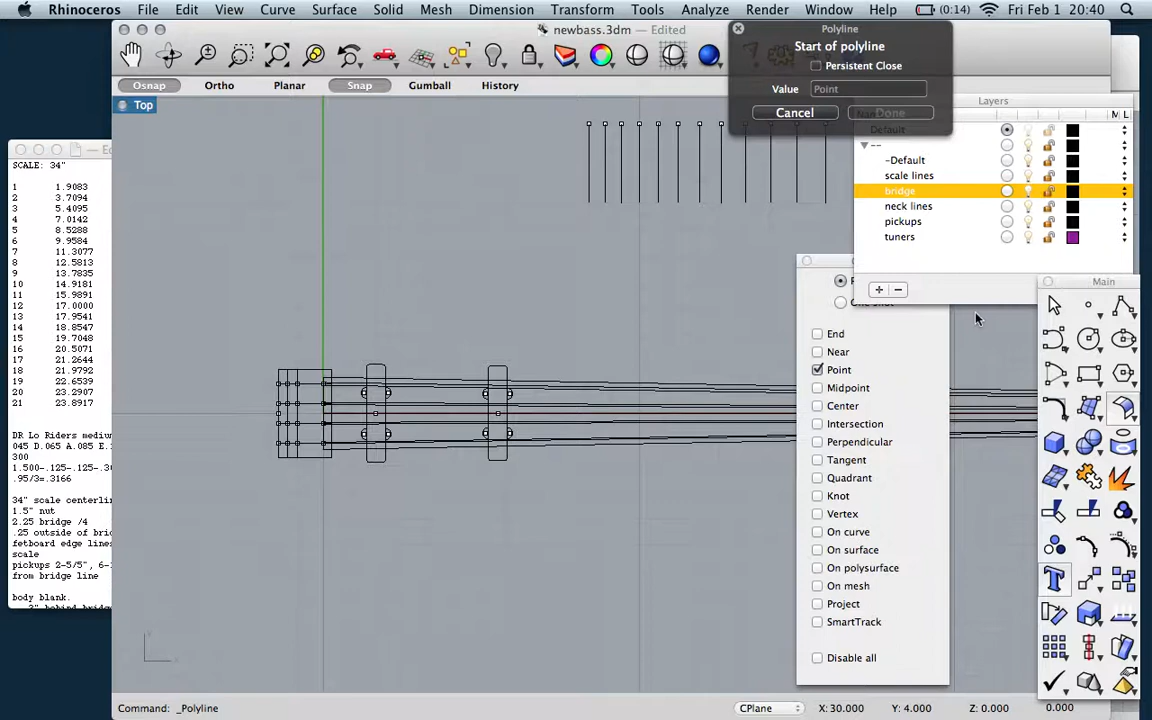 Rhinoceros File Edit View Curve Surface Solid Mesh Dimension Transform Tools Analyze Render Window Help (0:14) Fri Feb 1 20:40
newbass.3dm — Edited
Polyline
Start of polyline
Persistent Close
Value Point
Cancel Done
Osnap Ortho Planar Snap Gumball History
Top
Layers
M L
Default
--
-Default
scale lines
bridge
neck lines
pickups
tuners
— Ed
SCALE: 34"
1 1.9083
2 3.7094
3 5.4095
4 7.0142
5 8.5288
6 9.9584
7 11.3077
8 12.5813
9 13.7835
10 14.9181
11 15.9891
12 17.0000
13 17.9541
14 18.8547
15 19.7048
16 20.5071
17 21.2644
18 21.9792
19 22.6539
20 23.2907
21 23.8917
DR Lo Riders medium
045 D.065 A.085 E.
300
1.500-.125-.125-.3
.95/3=.3166
34" scale centerlin
1.5" nut
2.25 bridge /4
.25 outside of brid
fetboard edge lines
scale
pickups 2-5/5", 6-
from bridge line
body blank.
End
Near
Point
Midpoint
Center
Intersection
Perpendicular
Tangent
Quadrant
Knot
Vertex
On curve
On surface
On polysurface
On mesh
Project
SmartTrack
Disable all
Main
Command: _Polyline
CPlane X: 30.000 Y: 4.000 Z: 0.000 0.000